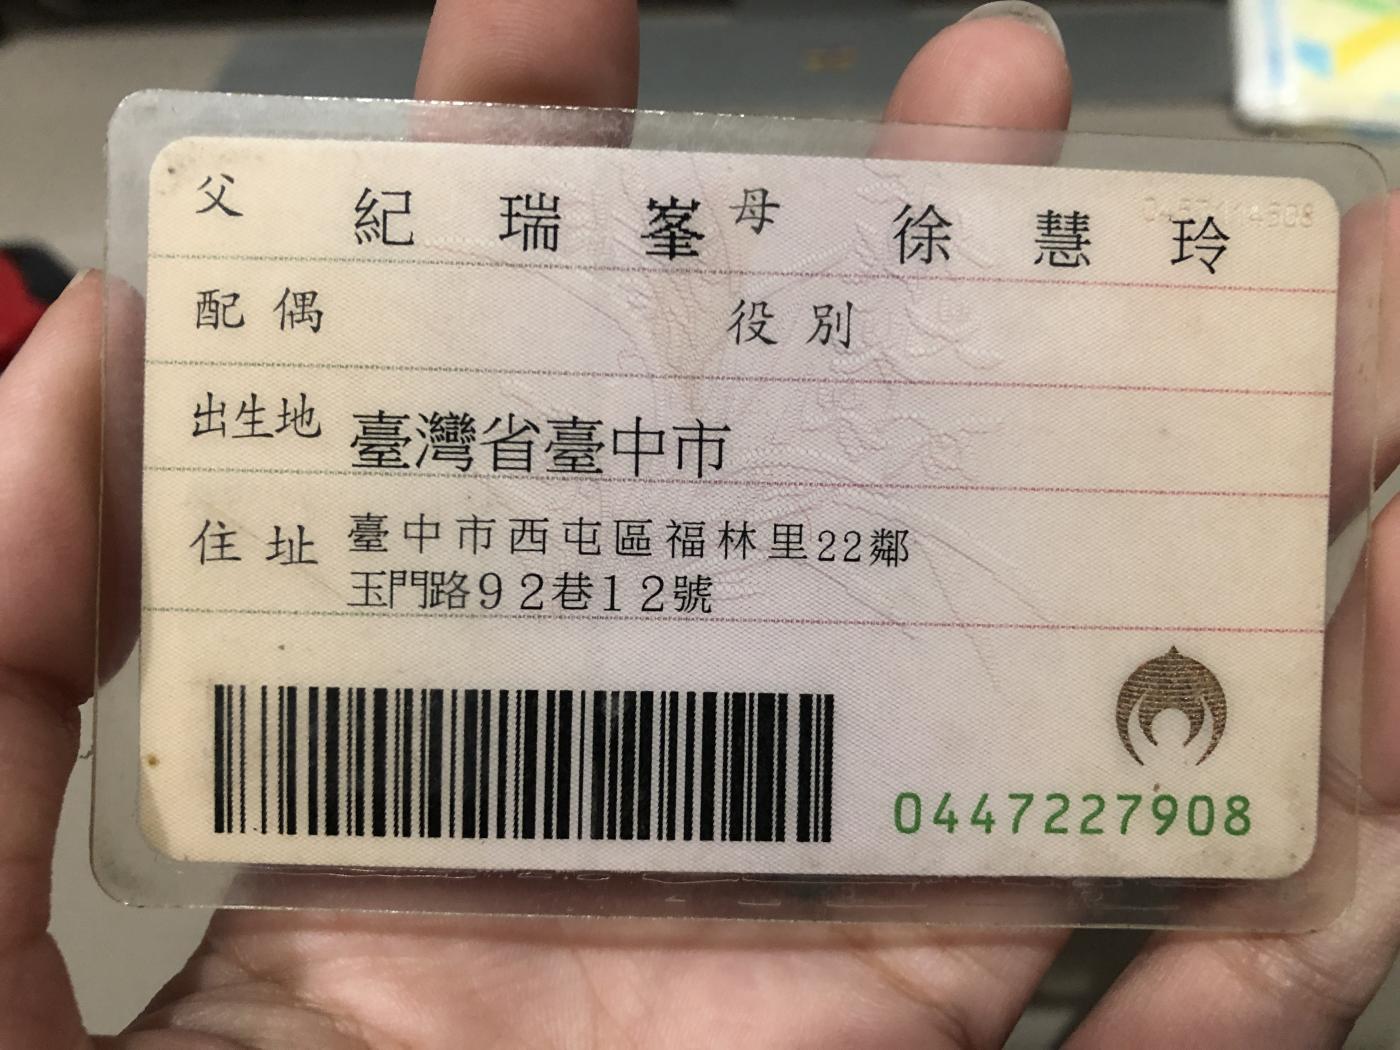 父 紀瑞峯 母 徐慧玲
配偶 役別
出生地 臺灣省臺中市
住址 臺中市西屯區福林里22鄰
玉門路92巷12號
0447227908